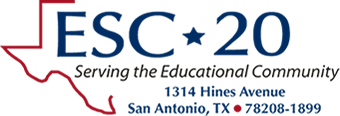 ESC★20
Serving the Educational Community
1314 Hines Avenue
San Antonio, TX ● 78208-1899